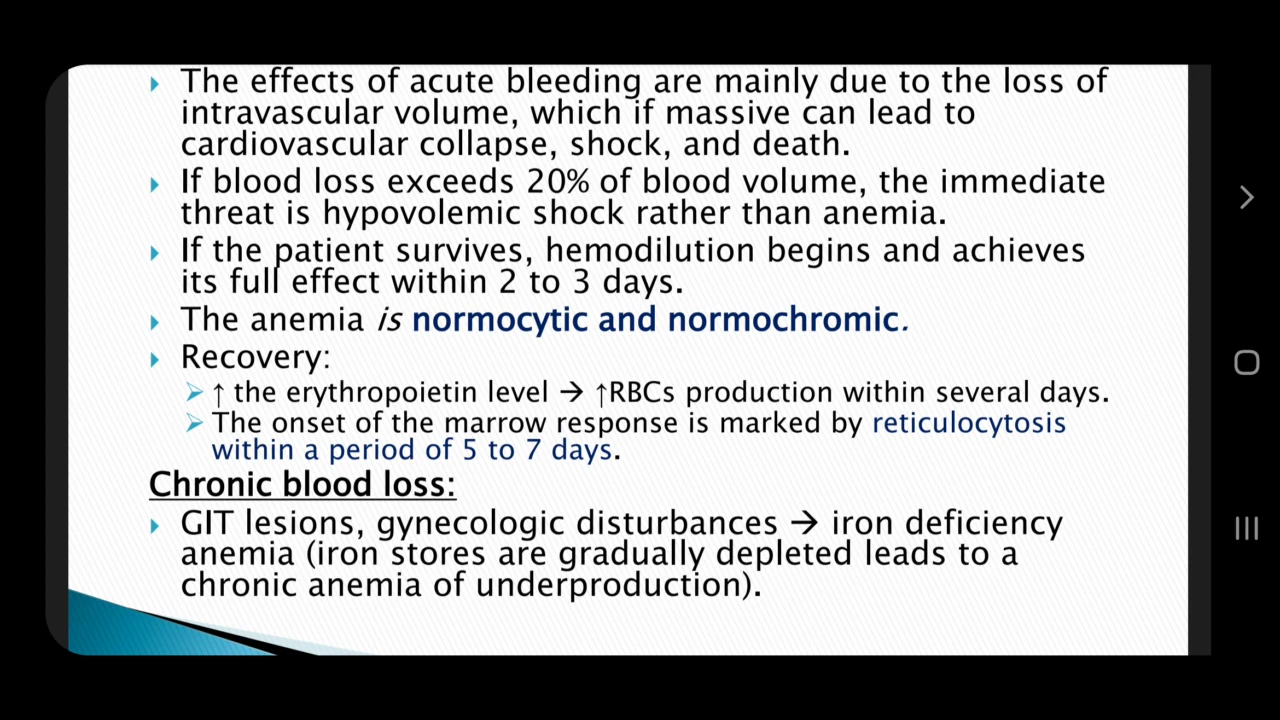 The effects of acute bleeding are mainly due to the loss of
intravascular volume, which if massive can lead to
cardiovascular collapse, shock, and death.
If blood loss exceeds 20% of blood volume, the immediate
threat is hypovolemic shock rather than anemia.
If the patient survives, hemodilution begins and achieves
its full effect within 2 to 3 days.
The anemia is normocytic and normochromic.
Recovery:
↑ the erythropoietin level → ↑RBCs production within several days.
The onset of the marrow response is marked by reticulocytosis
within a period of 5 to 7 days.
Chronic blood loss:
GIT lesions, gynecologic disturbances → iron deficiency
anemia (iron stores are gradually depleted leads to a
chronic anemia of underproduction).